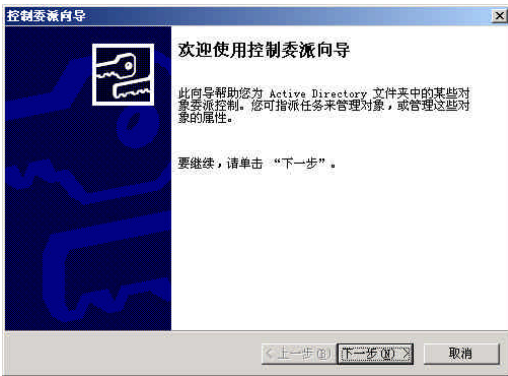 控制委派向导
欢迎使用控制委派向导
此向导帮助您为 Active Directory 文件夹中的某些对
象委派控制。您可指派任务来管理对象，或管理这些对
象的属性。
要继续，请单击 “下一步”。
< 上一步(B) 下一步(N) > 取消